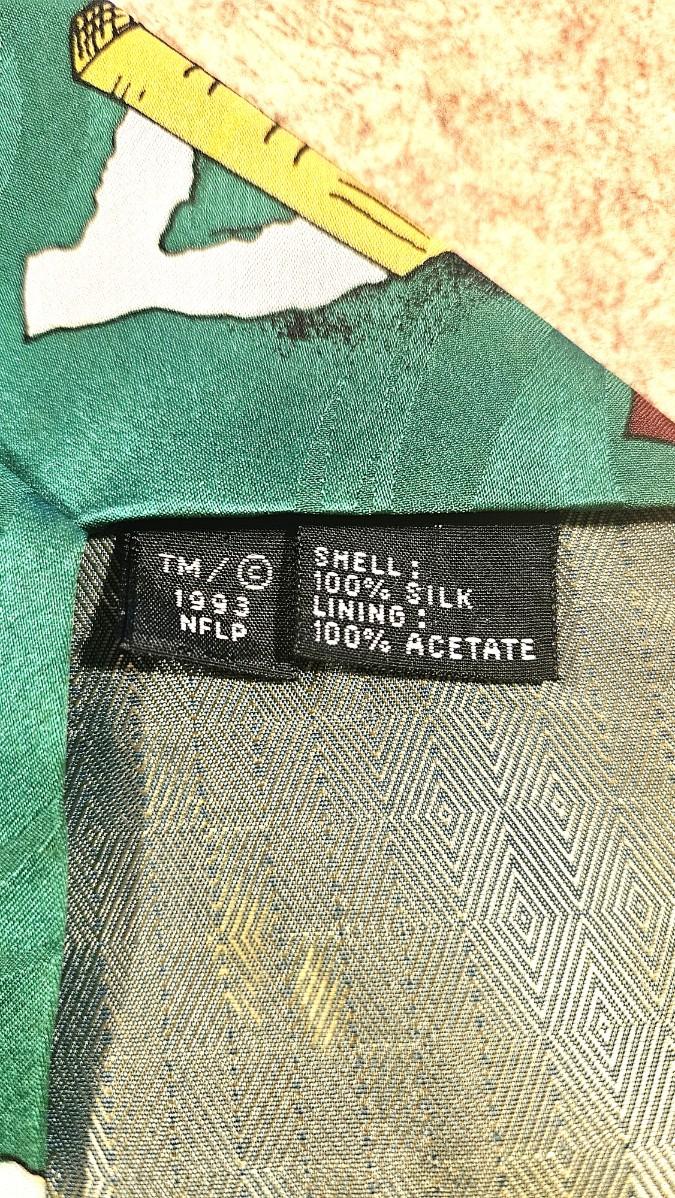 TM/©
1993
NFLP
SHELL:
100% SILK
LINING:
100% ACETATE